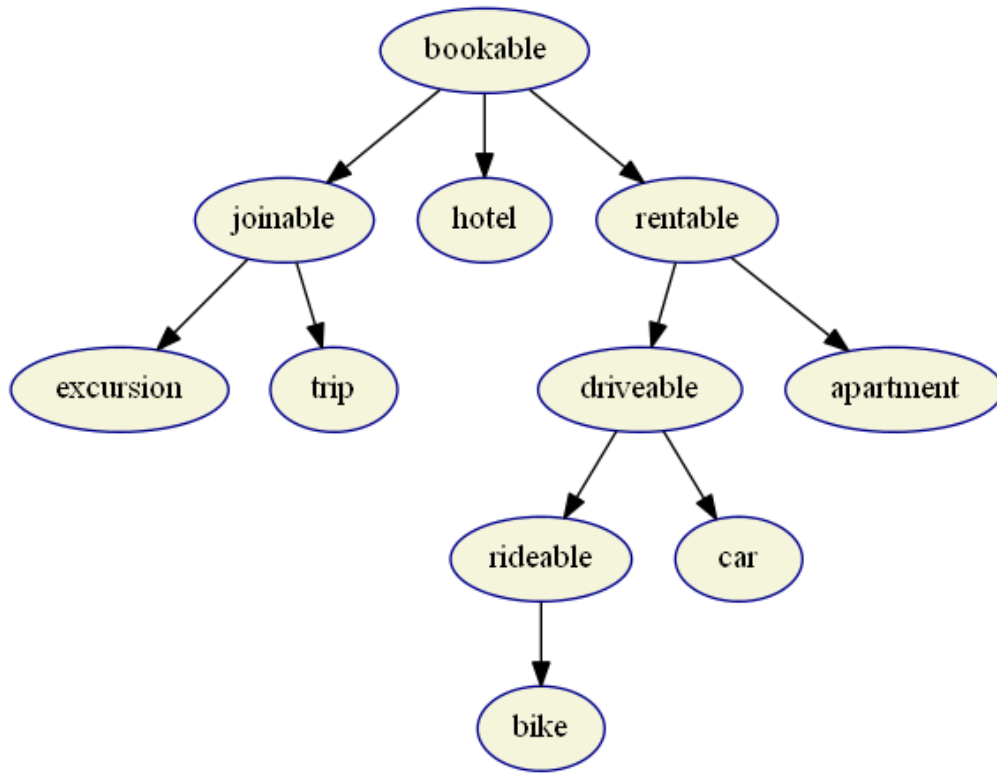 bookable
joinable
hotel
rentable
excursion
trip
driveable
apartment
rideable
car
bike